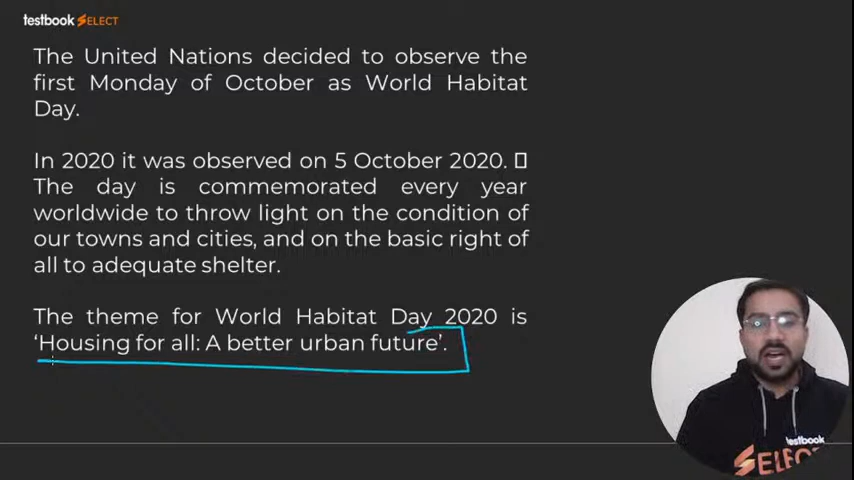 testbook SELECT
The United Nations decided to observe the
first Monday of October as World Habitat
Day.
In 2020 it was observed on 5 October 2020. 
The day is commemorated every year
worldwide to throw light on the condition of
our towns and cities, and on the basic right of
all to adequate shelter.
The theme for World Habitat Day 2020 is
‘Housing for all: A better urban future’.
testbook
SELECT